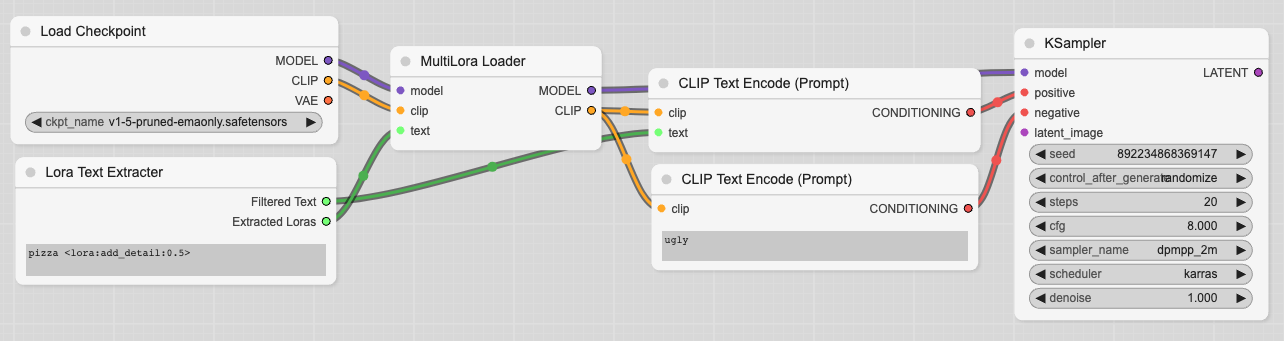 Load Checkpoint
MODEL
CLIP
VAE
ckpt_name v1-5-pruned-emaonly.safetensors
Lora Text Extracter
Filtered Text
Extracted Loras
pizza <lora:add_detail:0.5>
MultiLora Loader
model MODEL
clip CLIP
text
CLIP Text Encode (Prompt)
clip CONDITIONING
text
CLIP Text Encode (Prompt)
clip CONDITIONING
ugly
KSampler
model LATENT
positive
negative
latent_image
seed 892234868369147
control_after_generate randomize
steps 20
cfg 8.000
sampler_name dpmpp_2m
scheduler karras
denoise 1.000